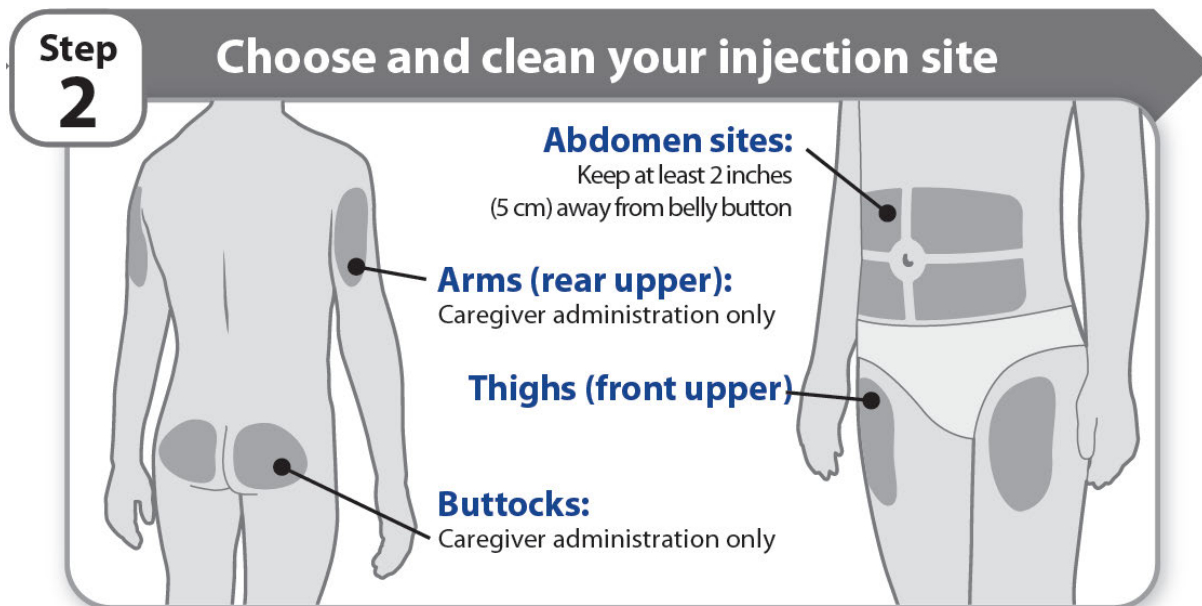 Step
2
Choose and clean your injection site
Abdomen sites:
Keep at least 2 inches
(5 cm) away from belly button
Arms (rear upper):
Caregiver administration only
Thighs (front upper)
Buttocks:
Caregiver administration only